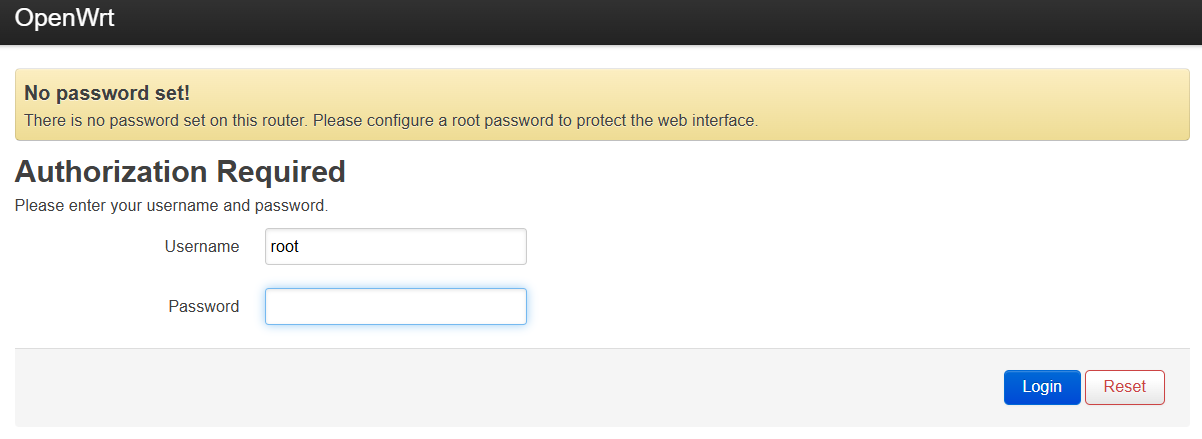 OpenWrt
No password set!
There is no password set on this router. Please configure a root password to protect the web interface.
Authorization Required
Please enter your username and password.
Username root
Password
Login Reset